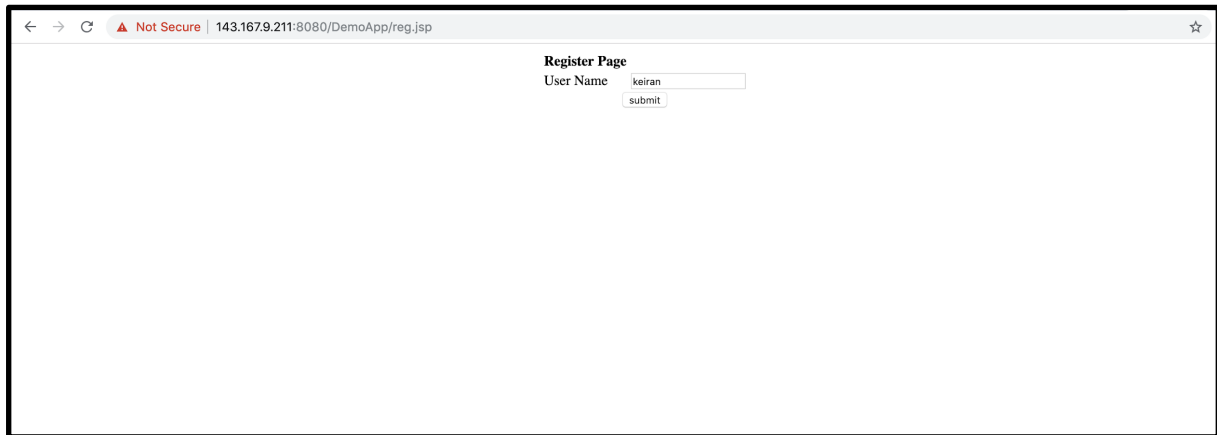 Not Secure | 143.167.9.211:8080/DemoApp/reg.jsp
Register Page
User Name keiran
submit